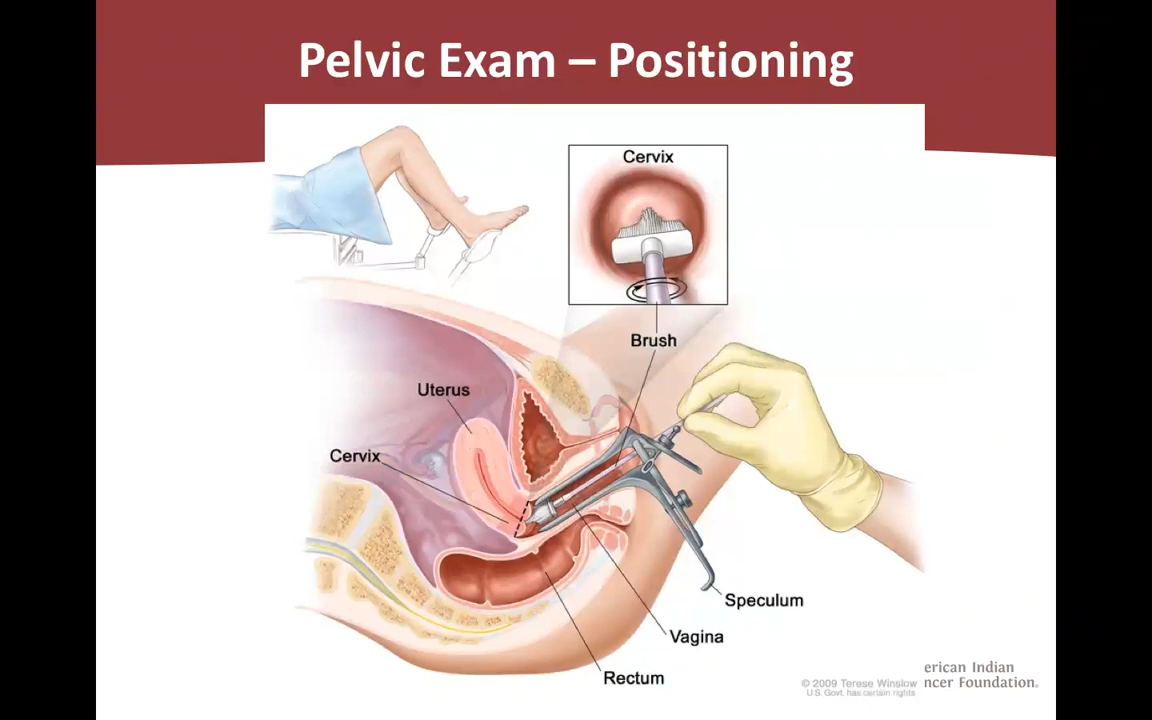 Pelvic Exam – Positioning
Cervix
Brush
Uterus
Cervix
Speculum
Vagina
Rectum
© 2009 Terese Winslow
U.S. Govt. has certain rights
erican Indian
ncer Foundation.